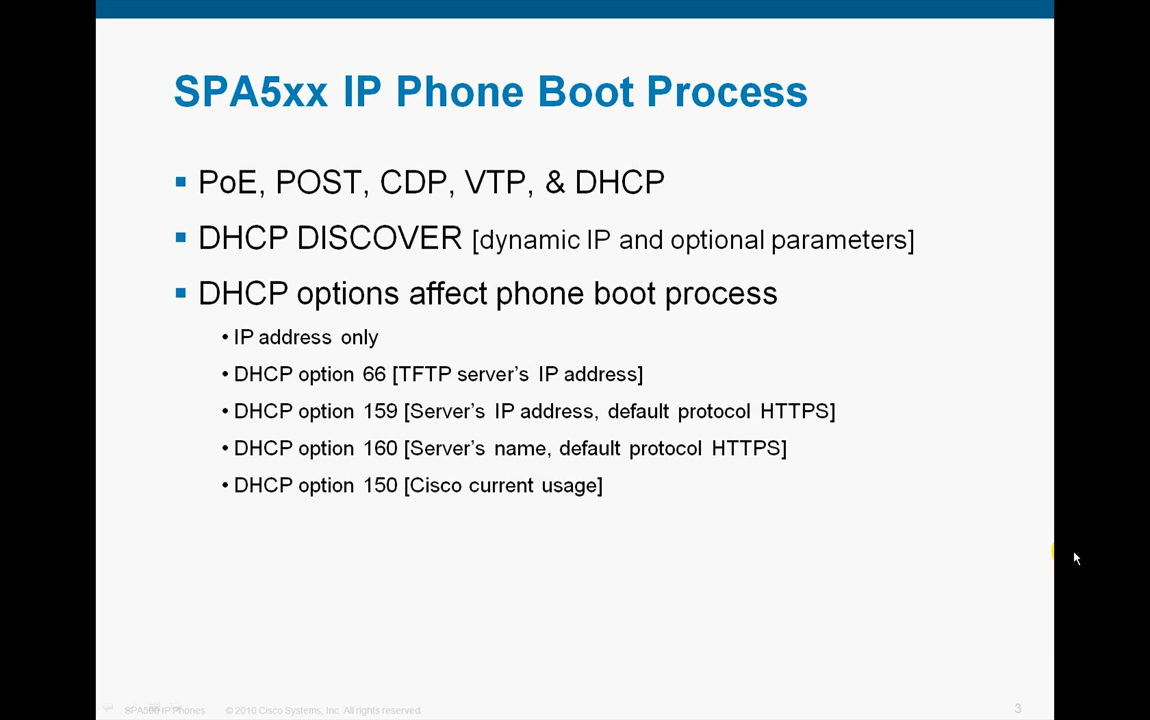 SPA5xx IP Phone Boot Process
PoE, POST, CDP, VTP, & DHCP
DHCP DISCOVER [dynamic IP and optional parameters]
DHCP options affect phone boot process
• IP address only
• DHCP option 66 [TFTP server's IP address]
• DHCP option 159 [Server's IP address, default protocol HTTPS]
• DHCP option 160 [Server's name, default protocol HTTPS]
• DHCP option 150 [Cisco current usage]
SPA500 IP Phones © 2010 Cisco Systems, Inc. All rights reserved. 3